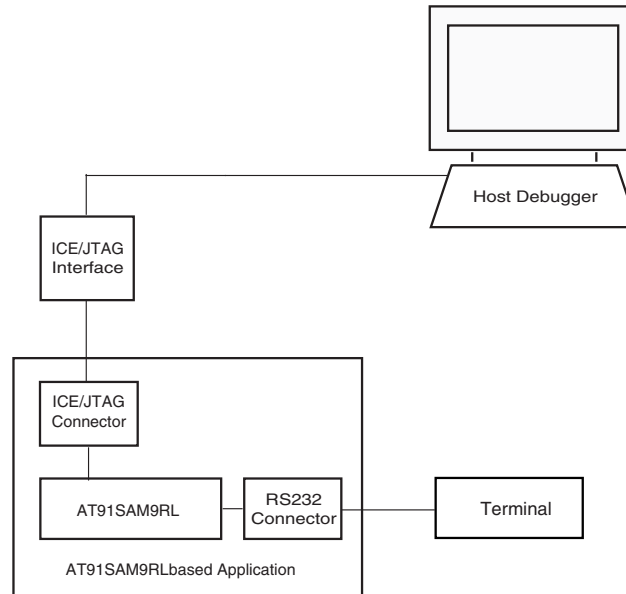 Host Debugger
ICE/JTAG
Interface
ICE/JTAG
Connector
AT91SAM9RL
RS232
Connector
Terminal
AT91SAM9RLbased Application